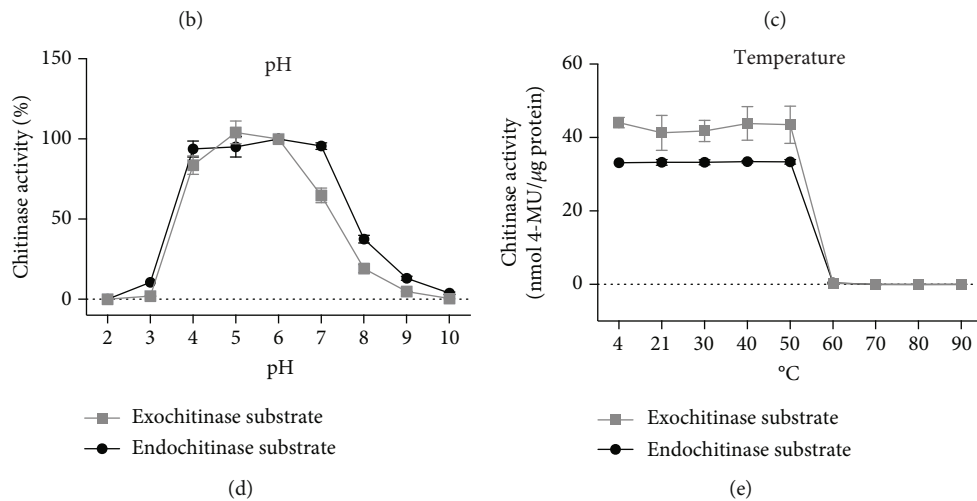 (b)
(c)
pH
Chitinase activity (%)
150
100
50
0
2 3 4 5 6 7 8 9 10
pH
Exochitinase substrate
Endochitinase substrate
(d)
Temperature
Chitinase activity
(nmol 4-MU/μg protein)
60
40
20
0
4 21 30 40 50 60 70 80 90
°C
Exochitinase substrate
Endochitinase substrate
(e)